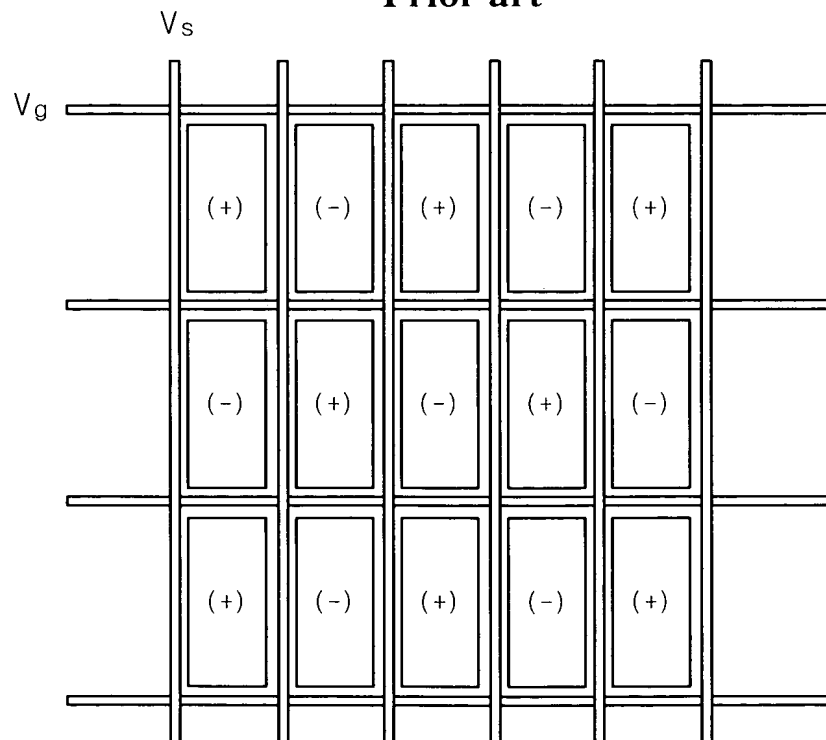 Prior art
Vs
Vg
(+) (-) (+) (-) (+)
(-) (+) (-) (+) (-)
(+) (-) (+) (-) (+)